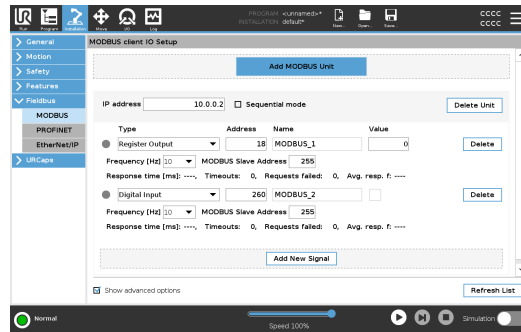 PROGRAM <unnamed>*
INSTALLATION default*
CCCC
CCCC
Run Program Installation Move I/O Log New... Open... Save...
General
Motion
Safety
Features
Fieldbus
MODBUS
PROFINET
EtherNet/IP
URCaps
MODBUS client IO Setup
Add MODBUS Unit
IP address 10.0.0.2 Sequential mode Delete Unit
Type Address Name Value
Register Output 18 MODBUS_1 0 Delete
Frequency [Hz] 10 MODBUS Slave Address 255
Response time [ms]: ----, Timeouts: 0, Requests failed: 0, Avg. resp. f: ----
Digital Input 260 MODBUS_2 Delete
Frequency [Hz] 10 MODBUS Slave Address 255
Response time [ms]: ----, Timeouts: 0, Requests failed: 0, Avg. resp. f: ----
Add New Signal
Show advanced options Refresh List
Normal
Speed 100%
Simulation